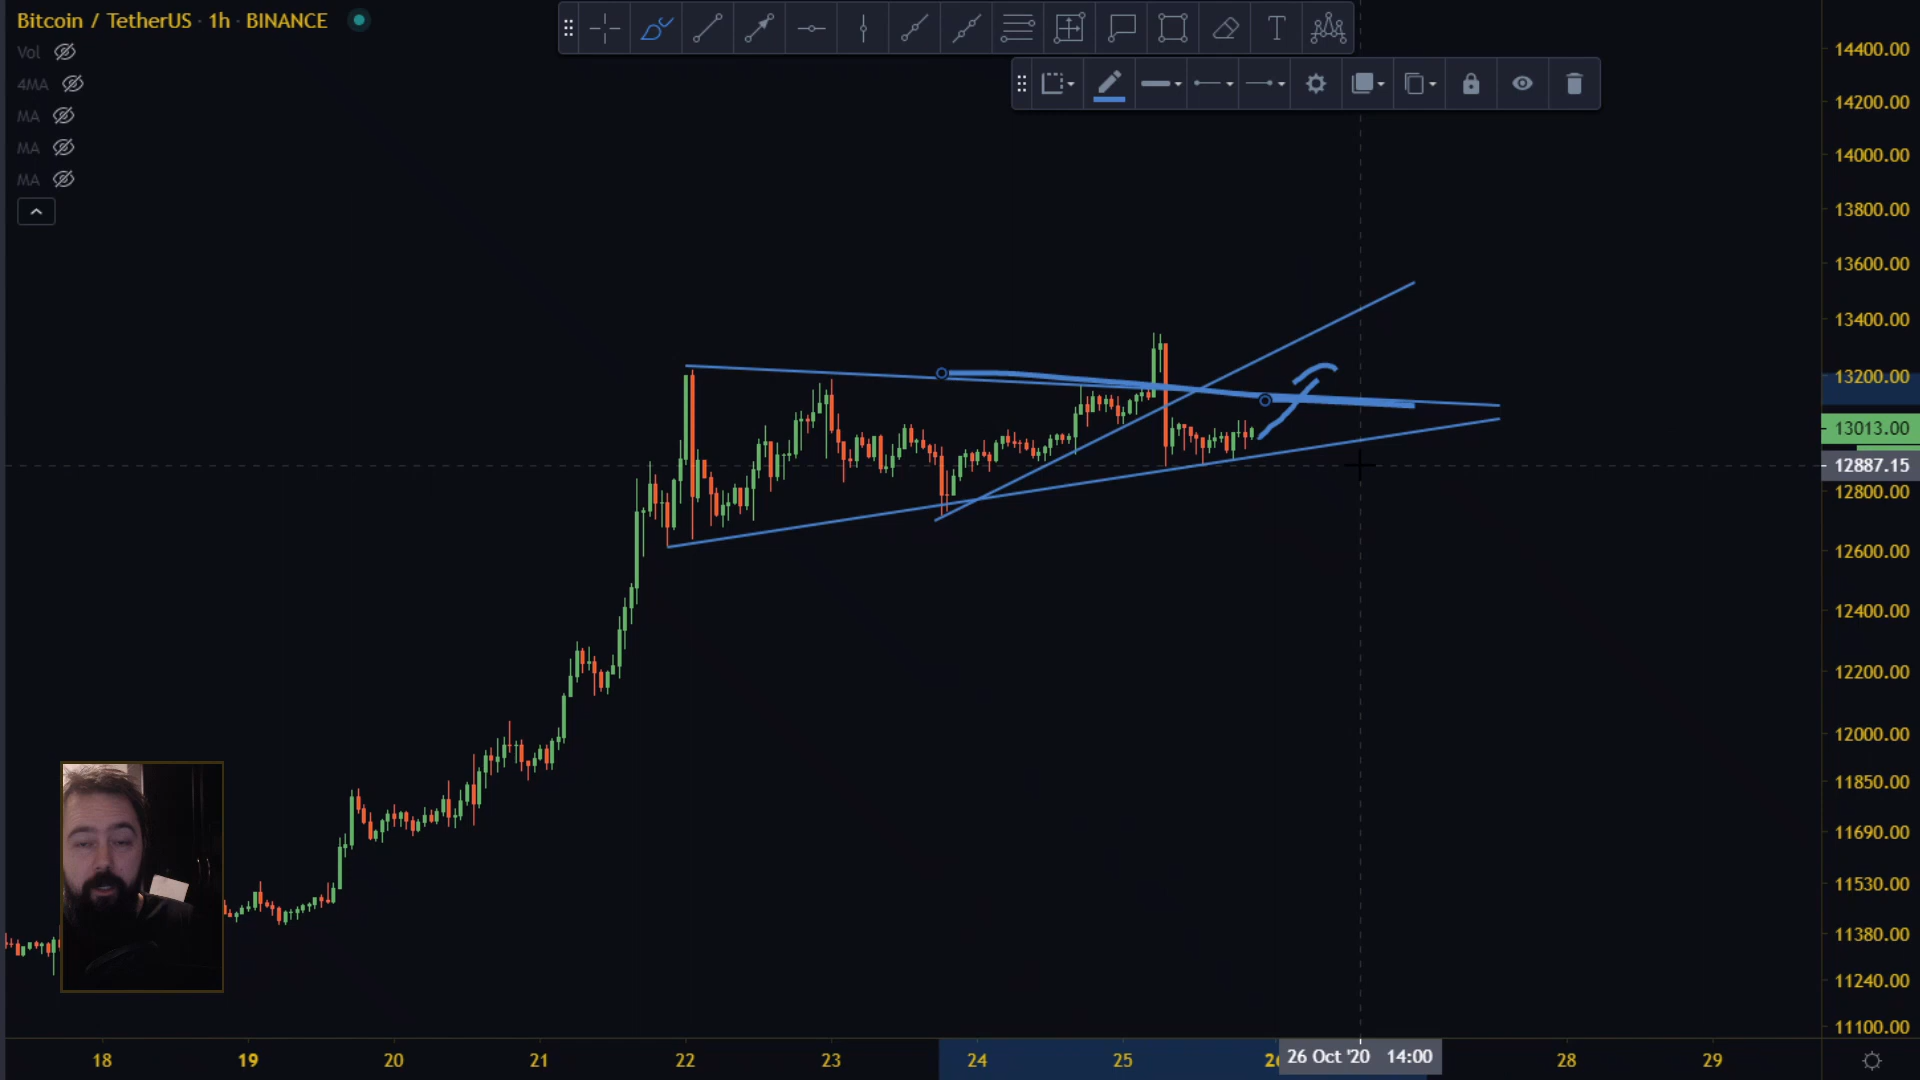 Bitcoin / TetherUS · 1h · BINANCE
Vol
4MA
MA
MA
MA
T
14400.00
14200.00
14000.00
13800.00
13600.00
13400.00
13200.00
13013.00
12887.15
12800.00
12600.00
12400.00
12200.00
12000.00
11850.00
11690.00
11530.00
11380.00
11240.00
11100.00
18 19 20 21 22 23 24 25 26 Oct '20 14:00 28 29